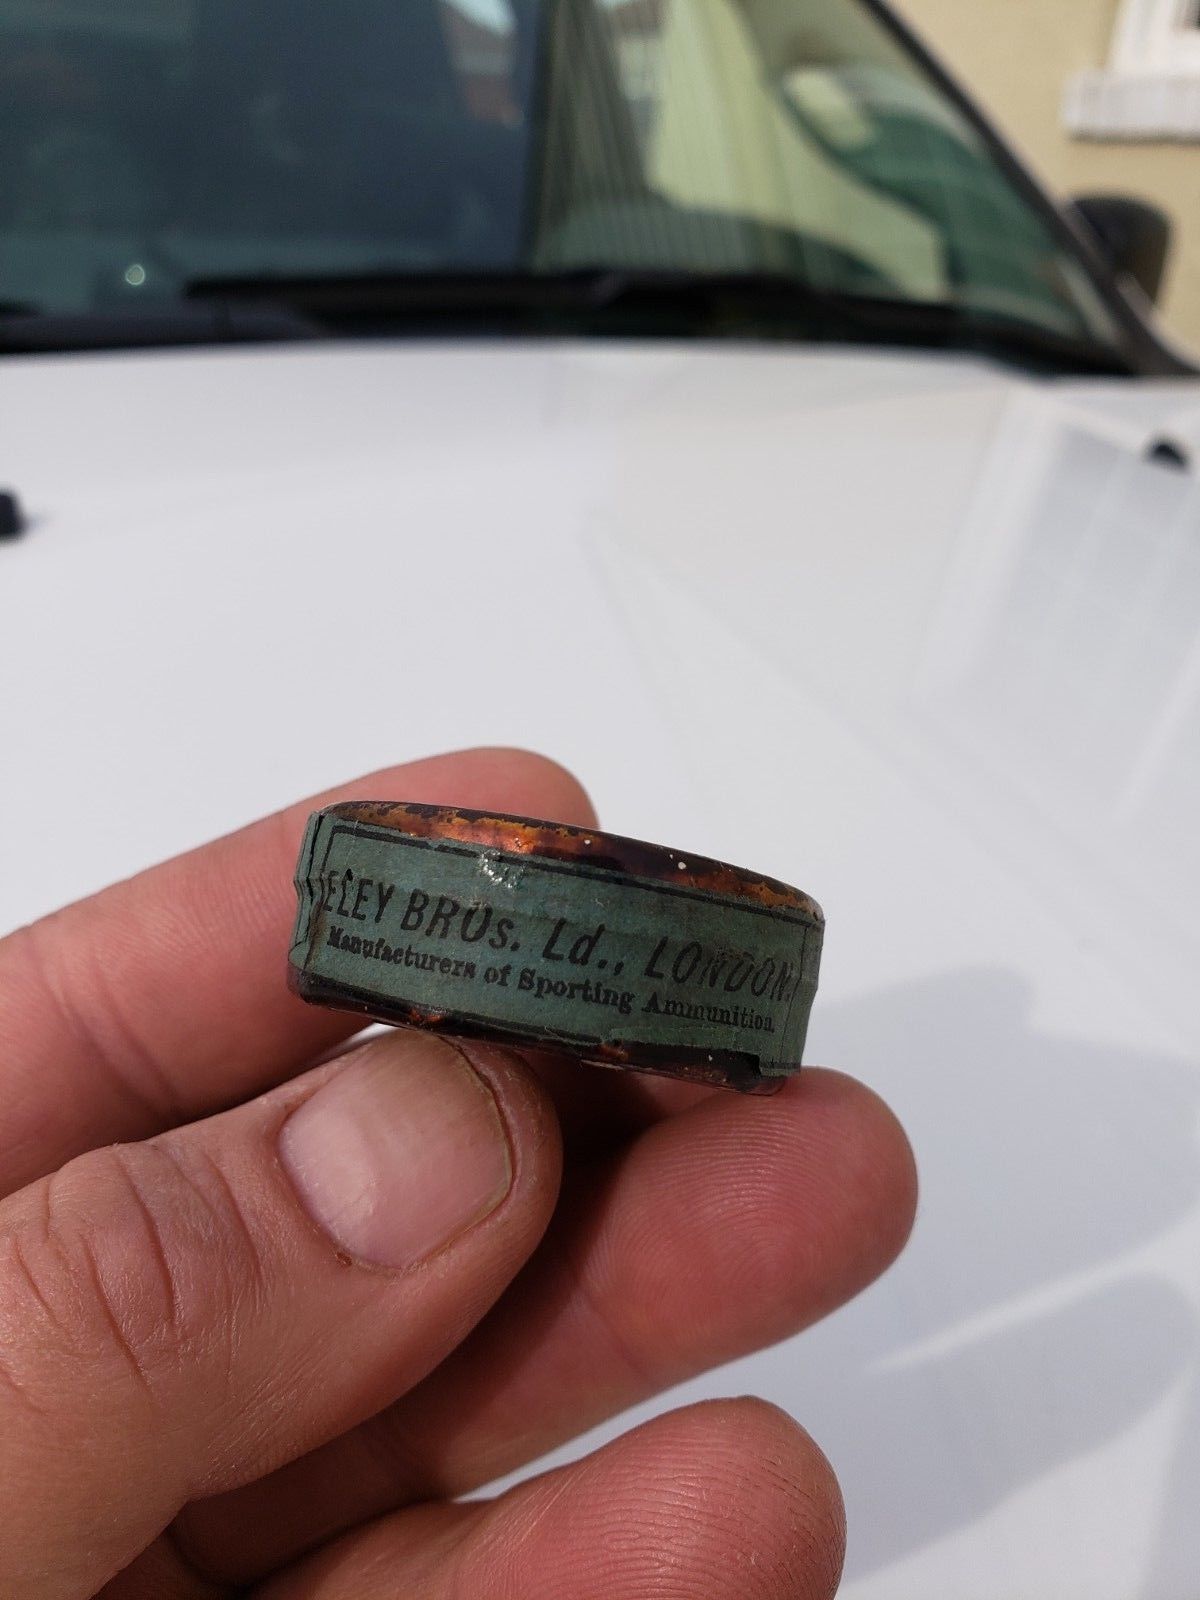 ELEY BROs. Ld., LONDON.
Manufacturers of Sporting Ammunition.